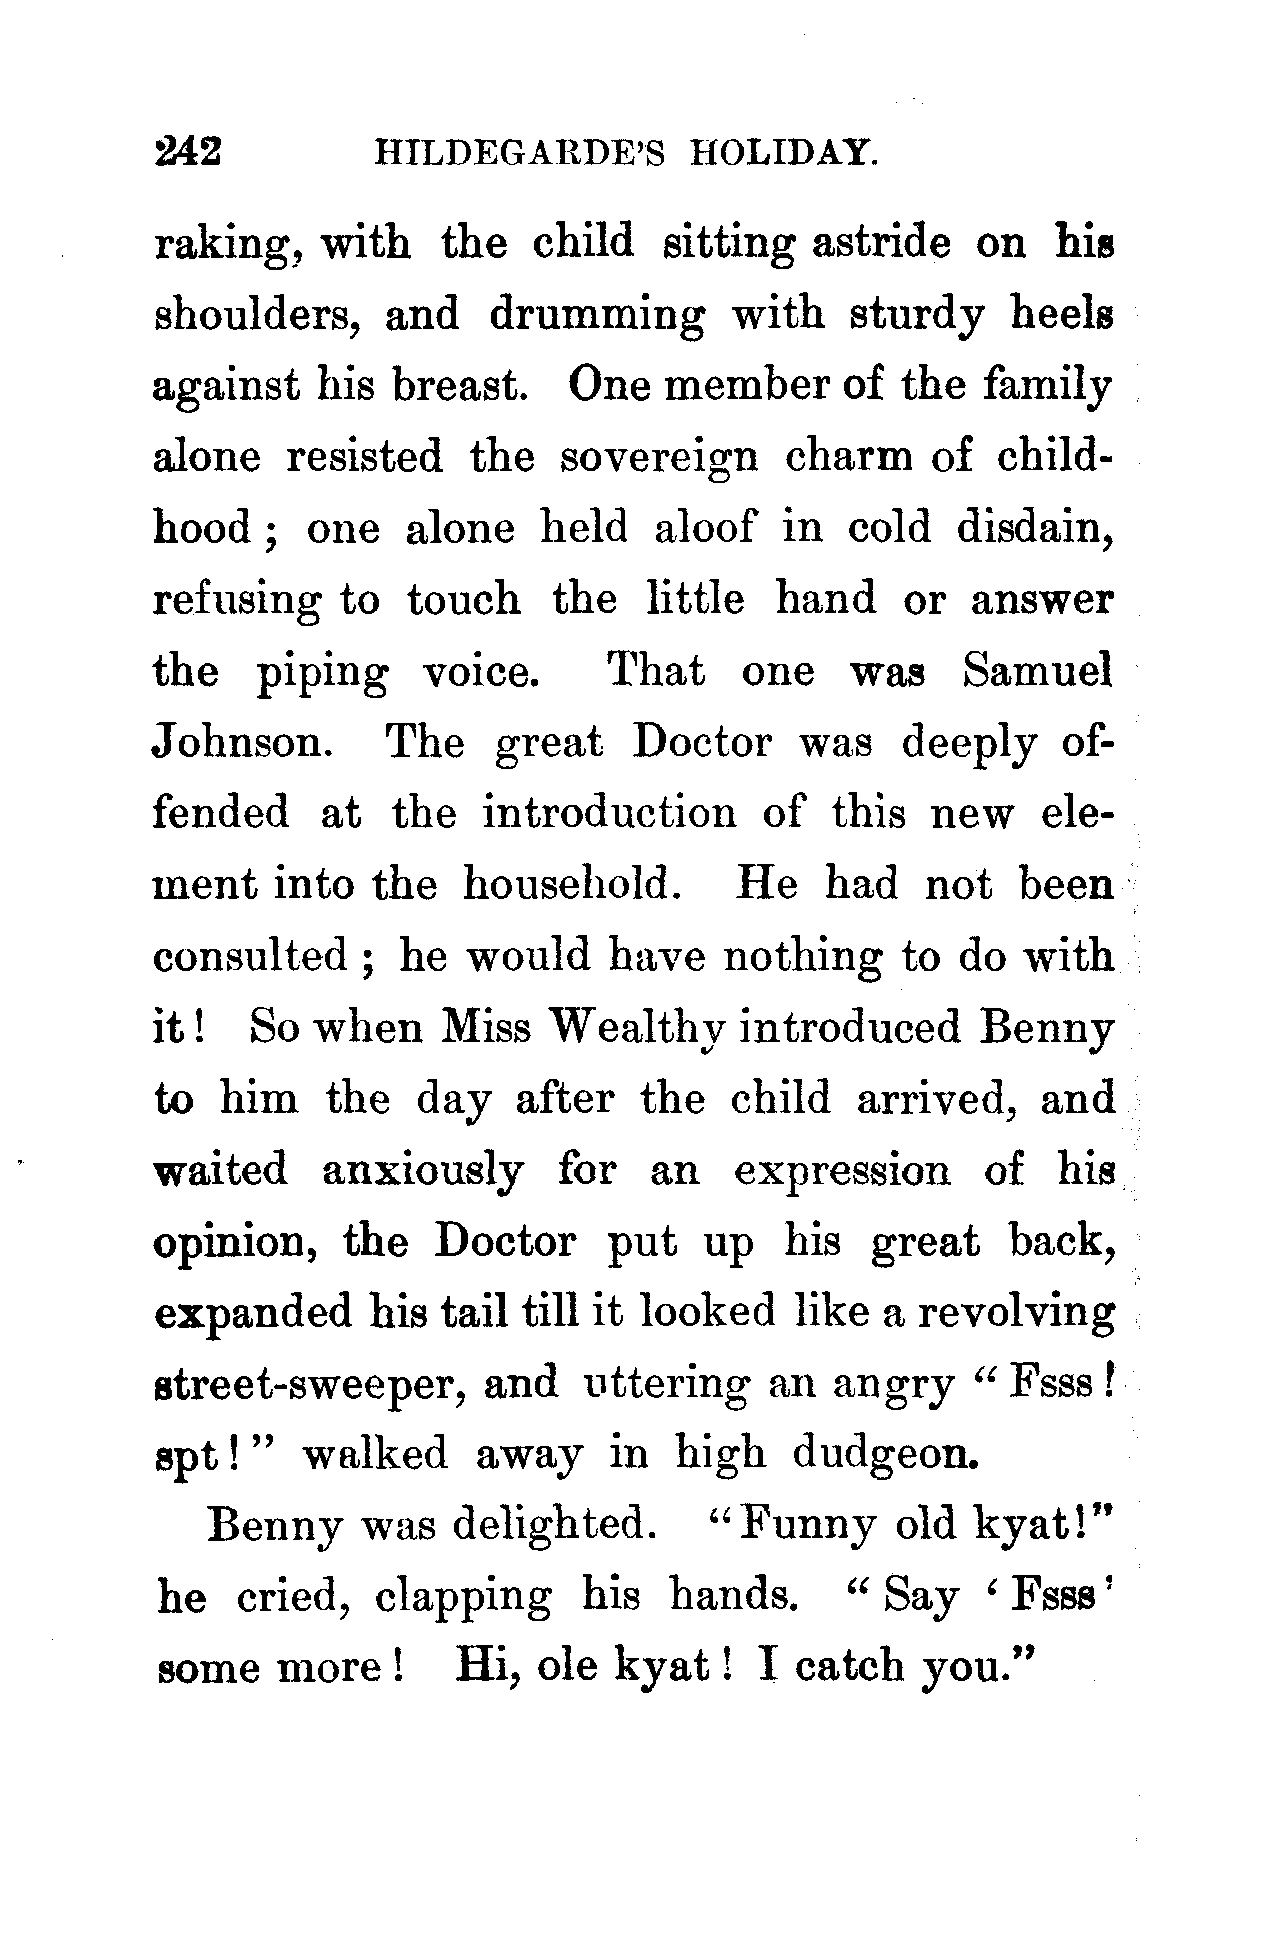 242 HILDEGARDE'S HOLIDAY.
raking, with the child sitting astride on his
shoulders, and drumming with sturdy heels
against his breast. One member of the family
alone resisted the sovereign charm of child-
hood ; one alone held aloof in cold disdain,
refusing to touch the little hand or answer
the piping voice. That one was Samuel
Johnson. The great Doctor was deeply of-
fended at the introduction of this new ele-
ment into the household. He had not been
consulted ; he would have nothing to do with
it ! So when Miss Wealthy introduced Benny
to him the day after the child arrived, and
waited anxiously for an expression of his
opinion, the Doctor put up his great back,
expanded his tail till it looked like a revolving
street-sweeper, and uttering an angry " Fsss !
spt ! " walked away in high dudgeon.
Benny was delighted. " Funny old kyat!"
he cried, clapping his hands. " Say ' Fsss '
some more ! Hi, ole kyat ! I catch you."